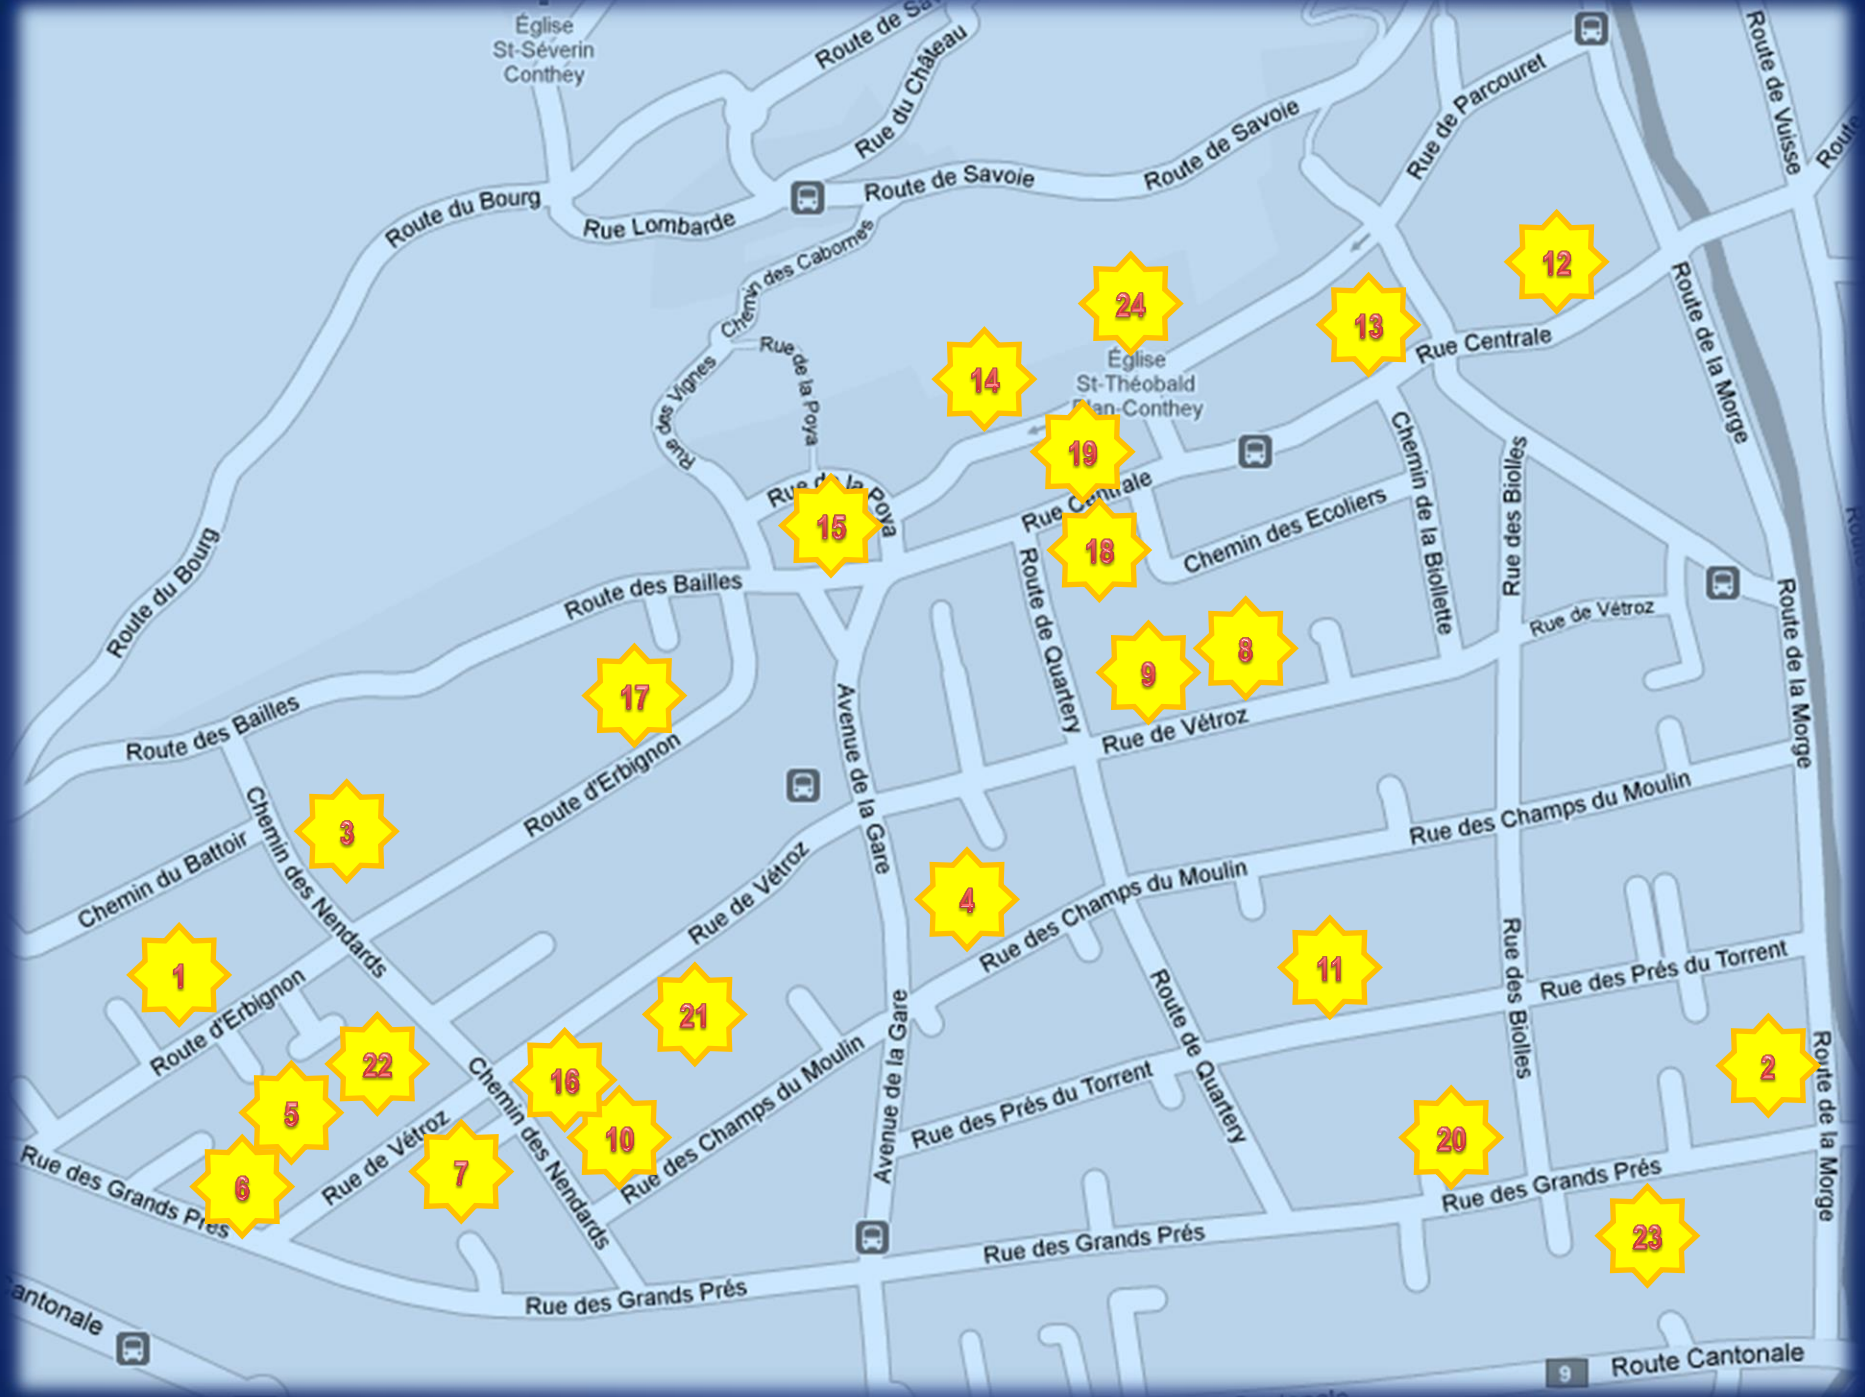 Église
St-Séverin
Conthey
Rue du Château
Route de Vuisse
Route
Rue de Parcouret
Route du Bourg
Rue Lombarde
Route de Savoie
Route de Savoie
Chemin des Cabornes
12
24
13
Rue Centrale
Route de la Morge
Rue de la Poya
Rue des Vignes
14
Église
St-Théobald
Plan-Conthey
19
Rue Centrale
Chemin de la Biollette
Rue des Biolles
Rue de la Poya
15
18
Chemin des Ecoliers
Route du Bourg
Route des Bailles
Route de Quartery
Rue de Vétroz
Route de la Morge
9
8
17
Rue de Vétroz
Route des Bailles
Avenue de la Gare
Route d'Erbignon
3
Chemin du Battoir
Chemin des Nendards
Rue des Champs du Moulin
Rue de Vétroz
4
Rue des Champs du Moulin
Rue des Biolles
Rue des Prés du Torrent
1
Route d'Erbignon
11
21
Route de Quartery
22
16
2
Route de la Morge
5
10
7
6
Rue de Vétroz
Chemin des Nendards
Rue des Champs du Moulin
Avenue de la Gare
Rue des Prés du Torrent
20
Rue des Grands Prés
Rue des Grands Prés
23
Rue des Grands Prés
Rue des Grands Prés
antonale
9
Route Cantonale